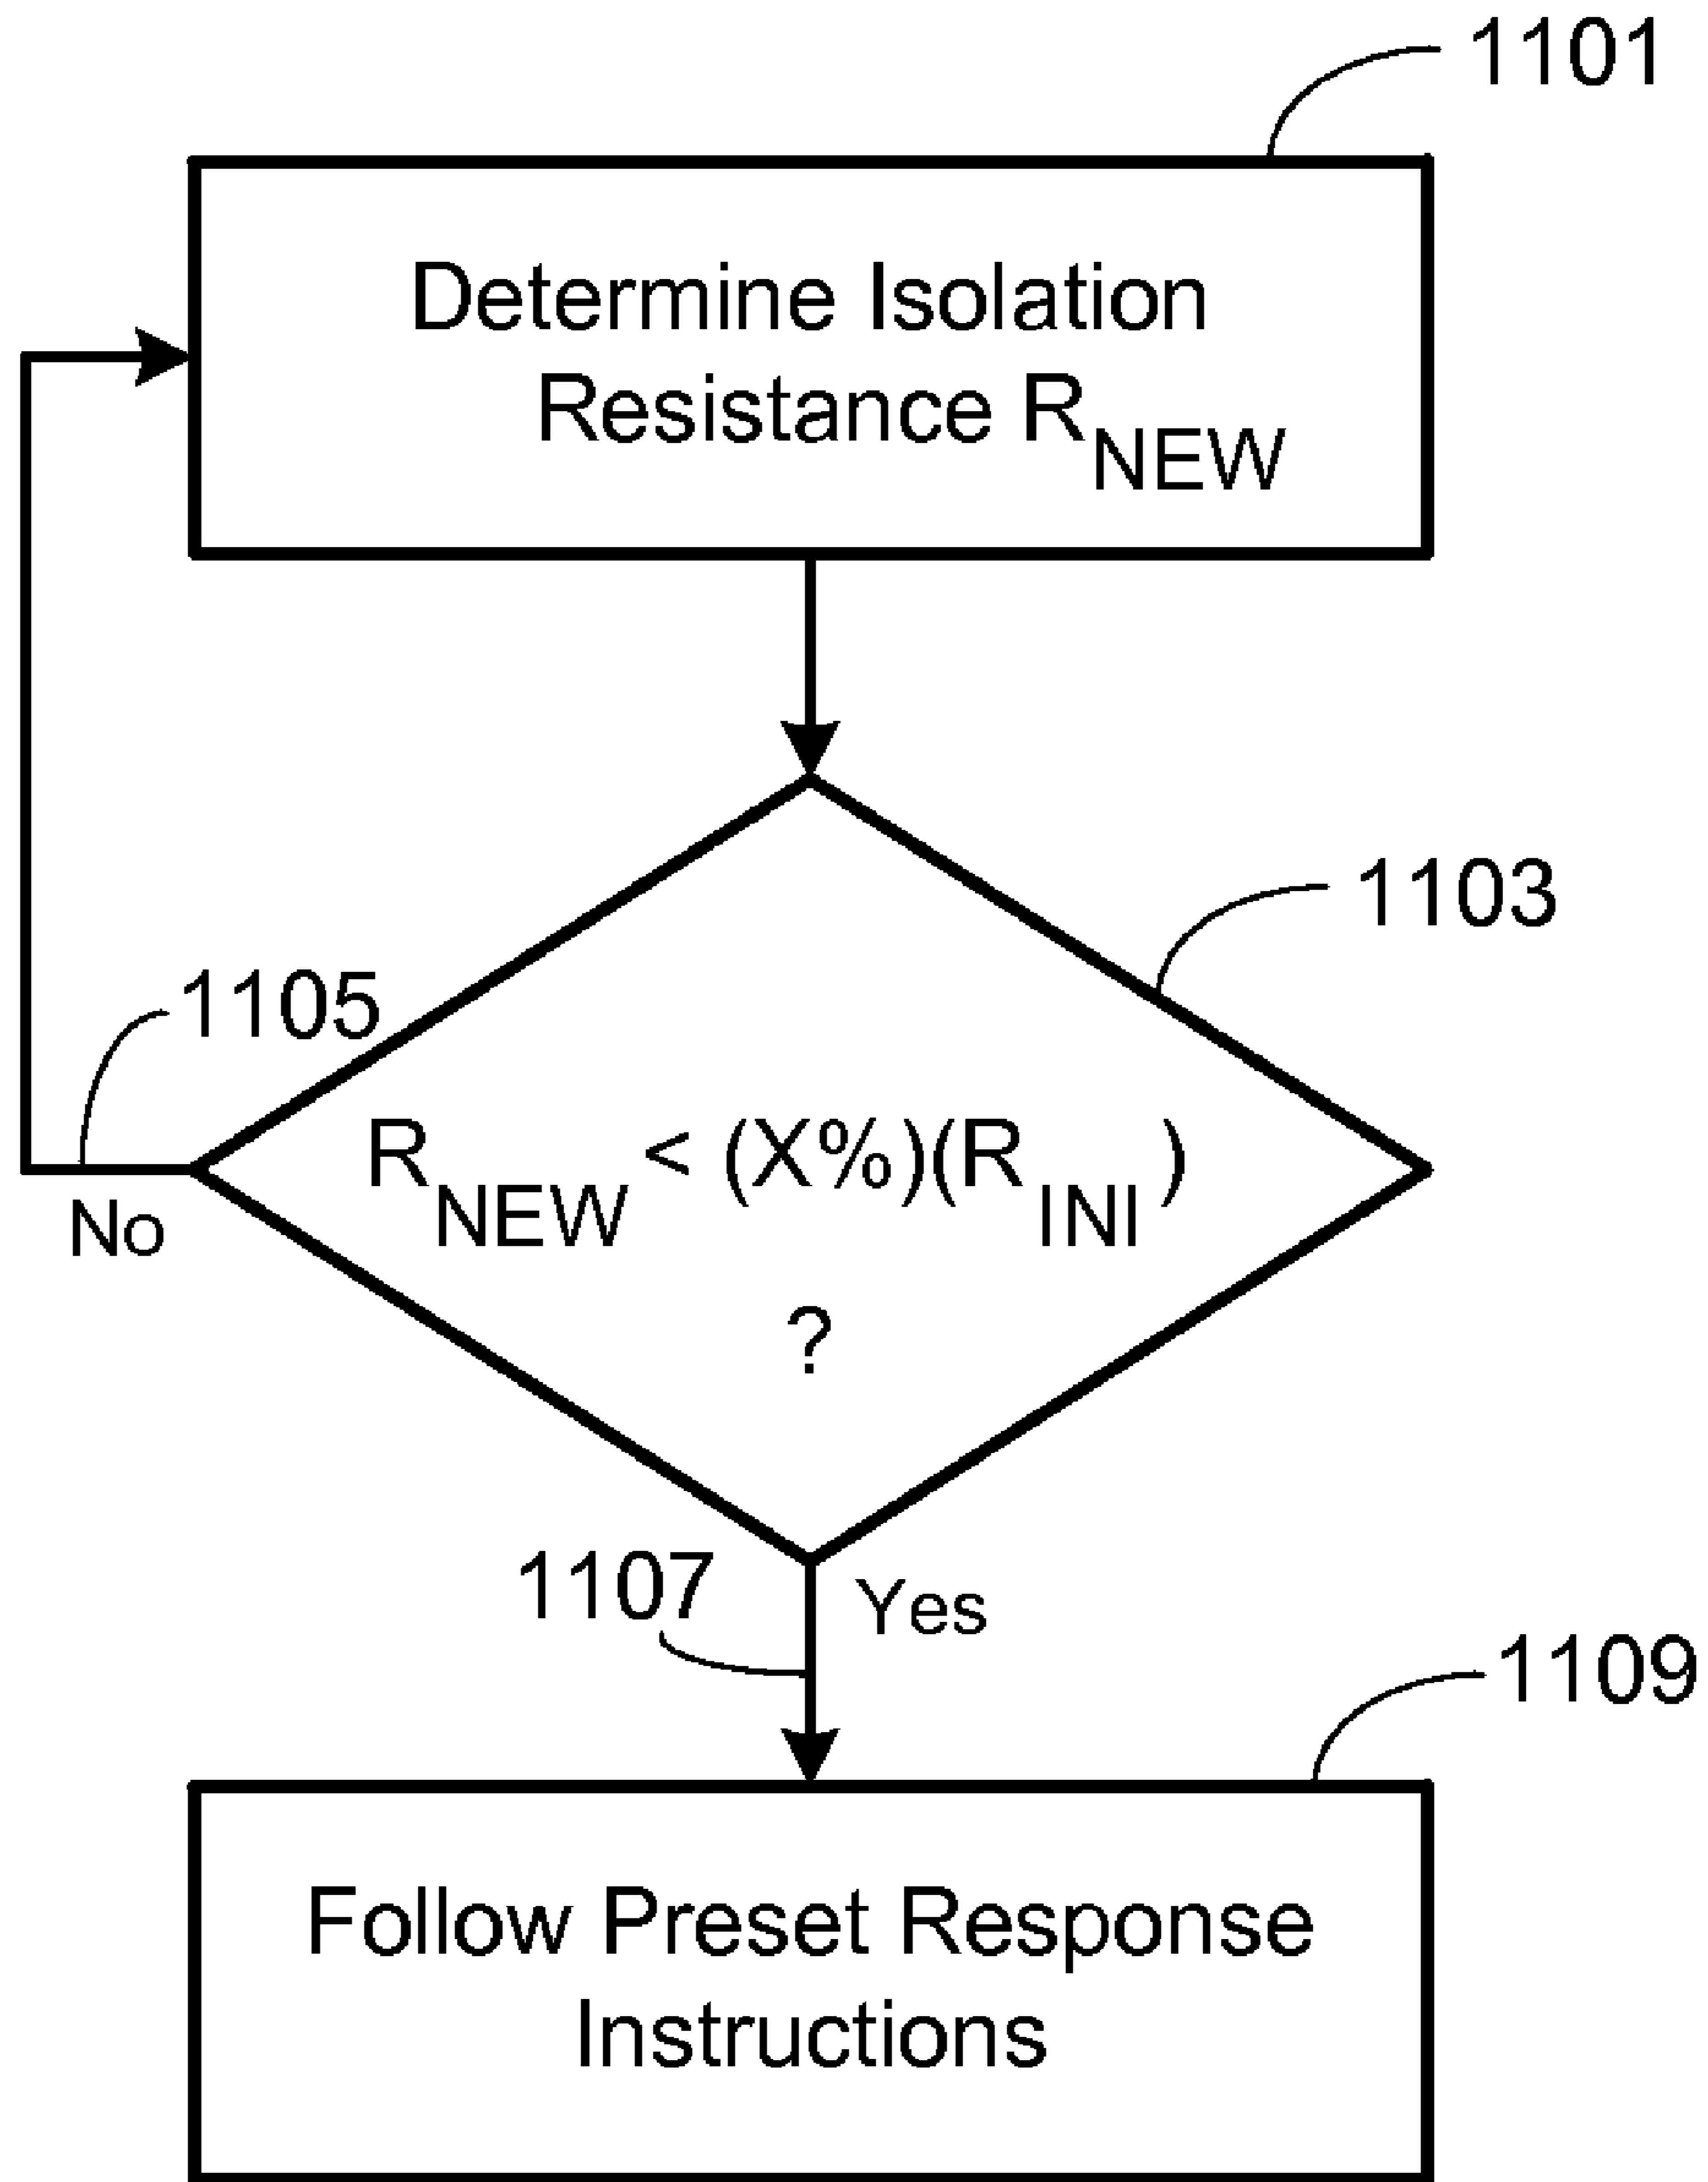 1101
Determine Isolation
Resistance R_NEW
1103
1105
R_NEW < (X%)(R_INI)
No
?
1107
Yes
1109
Follow Preset Response
Instructions